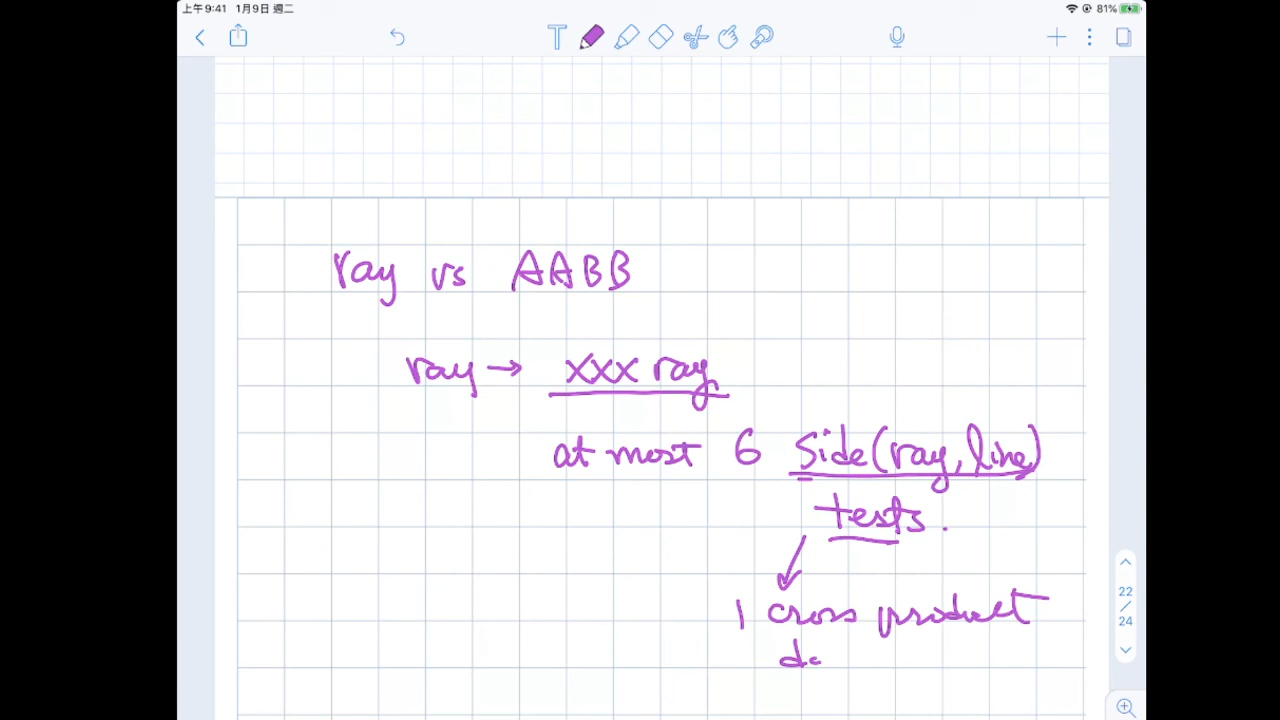 上午9:41 1月9日 週二
81%
T
ray vs AABB
ray → xxx ray
at most 6 Side(ray, line)
tests.
1 cross product
do
22
/
24